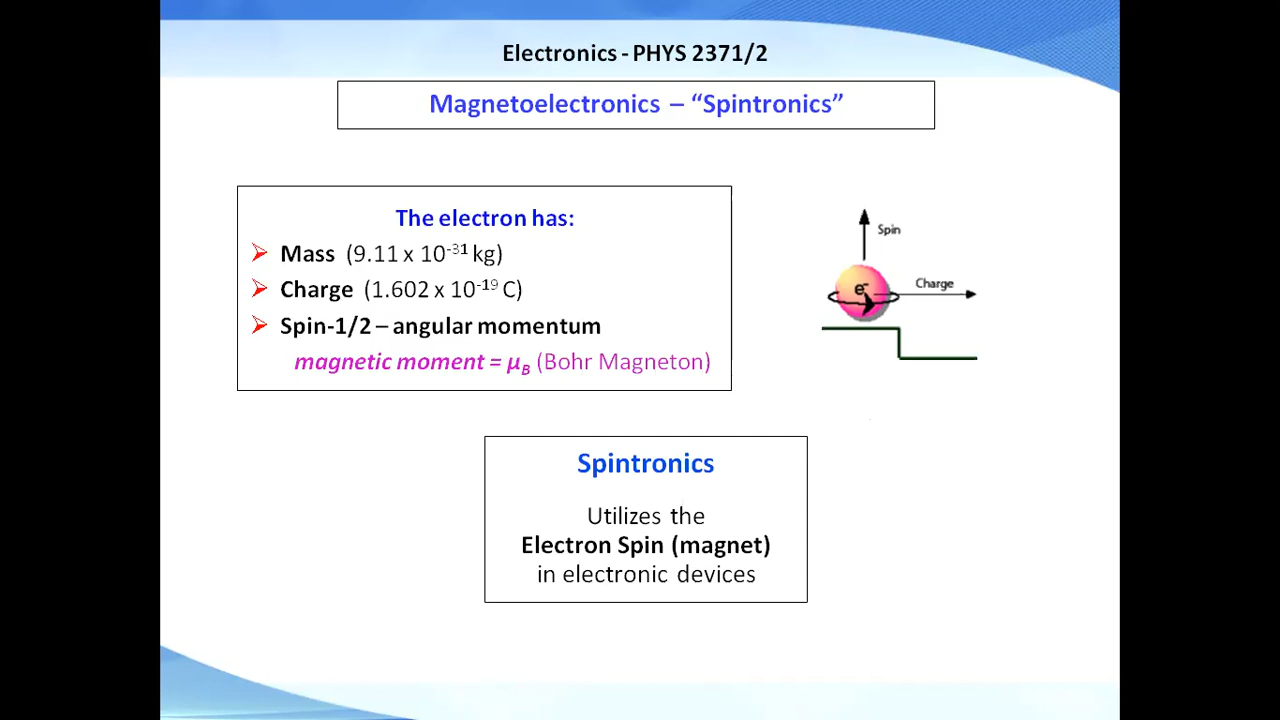 Electronics - PHYS 2371/2
Magnetoelectronics – “Spintronics”
The electron has:
Mass (9.11 x 10⁻³¹ kg)
Charge (1.602 x 10⁻¹⁹ C)
Spin-1/2 – angular momentum
magnetic moment = μ_B (Bohr Magneton)
Spin
e⁻
Charge
Spintronics
Utilizes the
Electron Spin (magnet)
in electronic devices